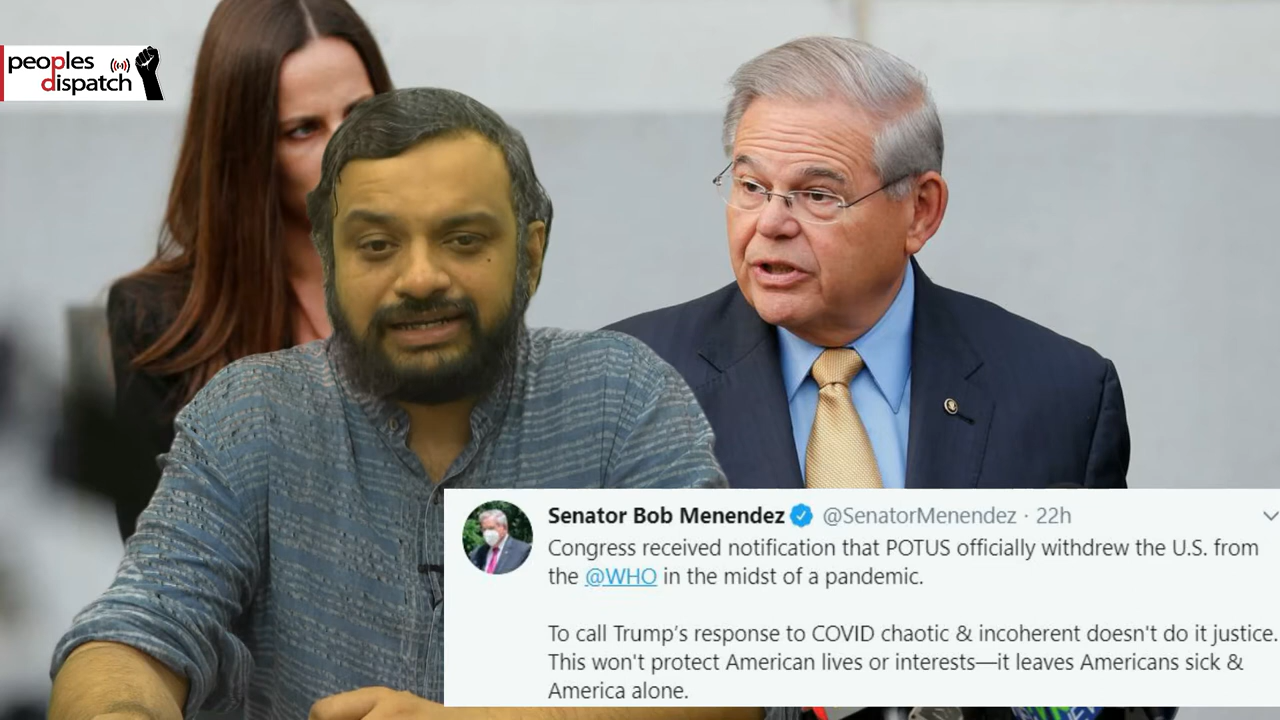 peoples
dispatch
Senator Bob Menendez @SenatorMenendez · 22h
Congress received notification that POTUS officially withdrew the U.S. from
the @WHO in the midst of a pandemic.
To call Trump's response to COVID chaotic & incoherent doesn't do it justice.
This won't protect American lives or interests—it leaves Americans sick &
America alone.